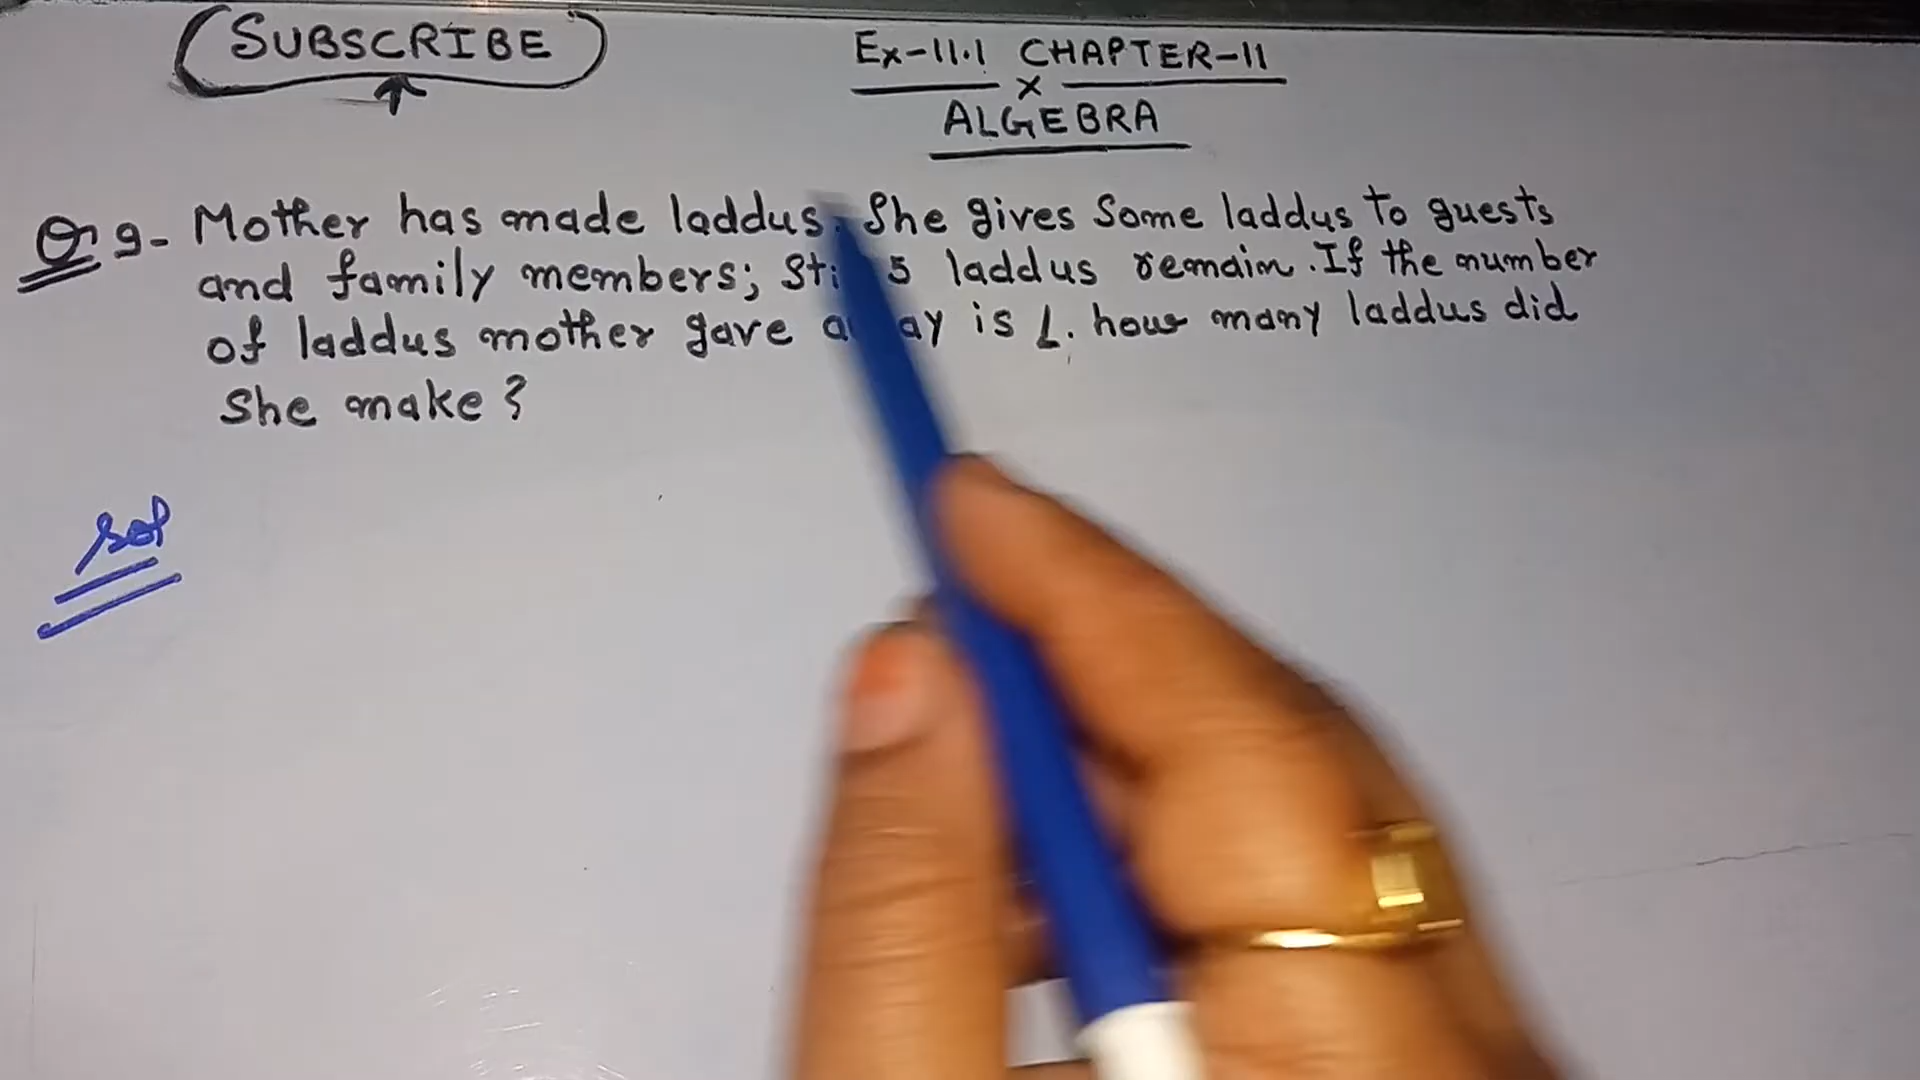 SUBSCRIBE
Ex-11.1 CHAPTER-11
x
ALGEBRA
Q 9- Mother has made laddus. She gives Some laddus to guests
and family members; 5 laddus remain. If the number
of laddus mother gave is L. how many laddus did
She make?
Sol